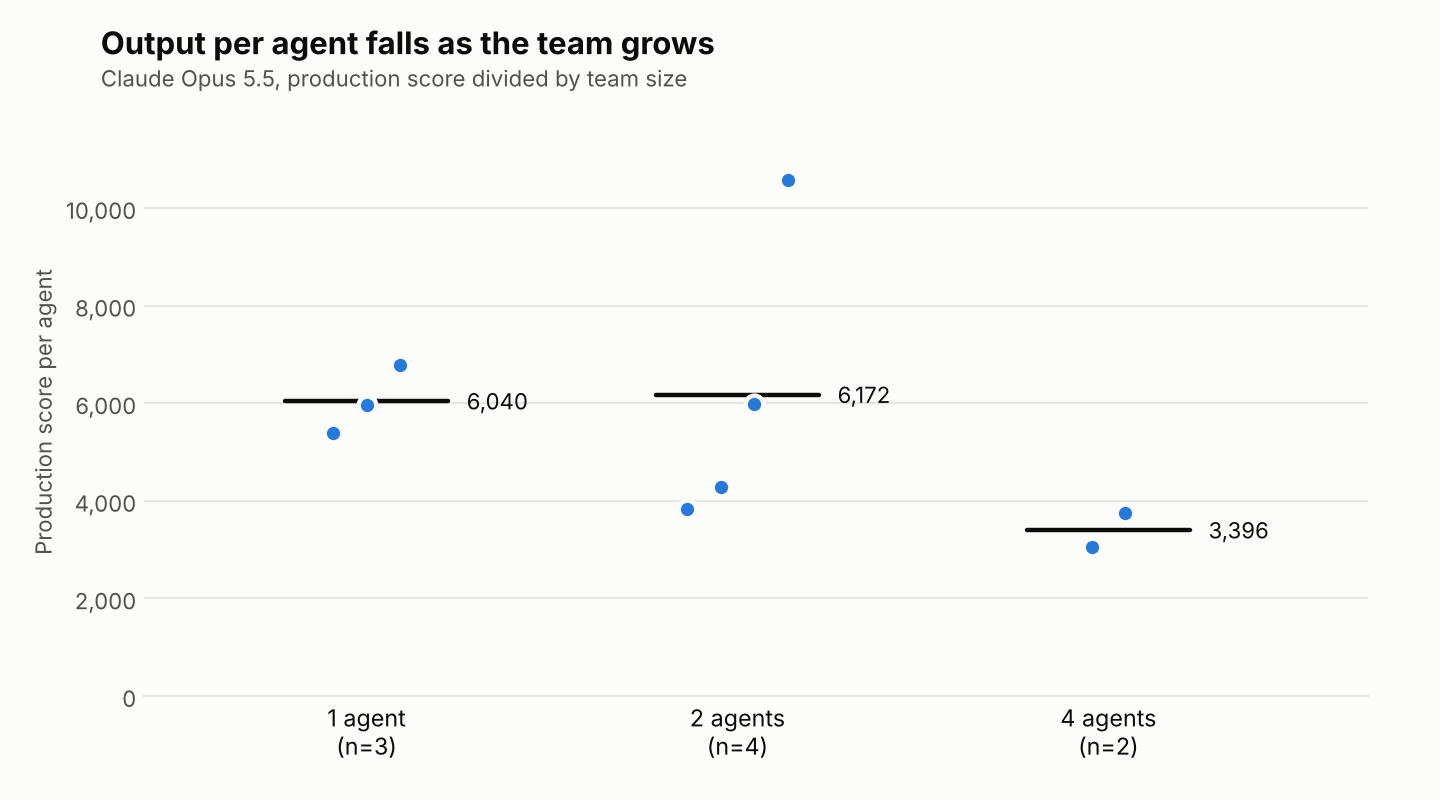 Output per agent falls as the team grows
Claude Opus 5.5, production score divided by team size
Production score per agent
10,000
8,000
6,000
4,000
2,000
0
6,040
6,172
3,396
1 agent
(n=3)
2 agents
(n=4)
4 agents
(n=2)